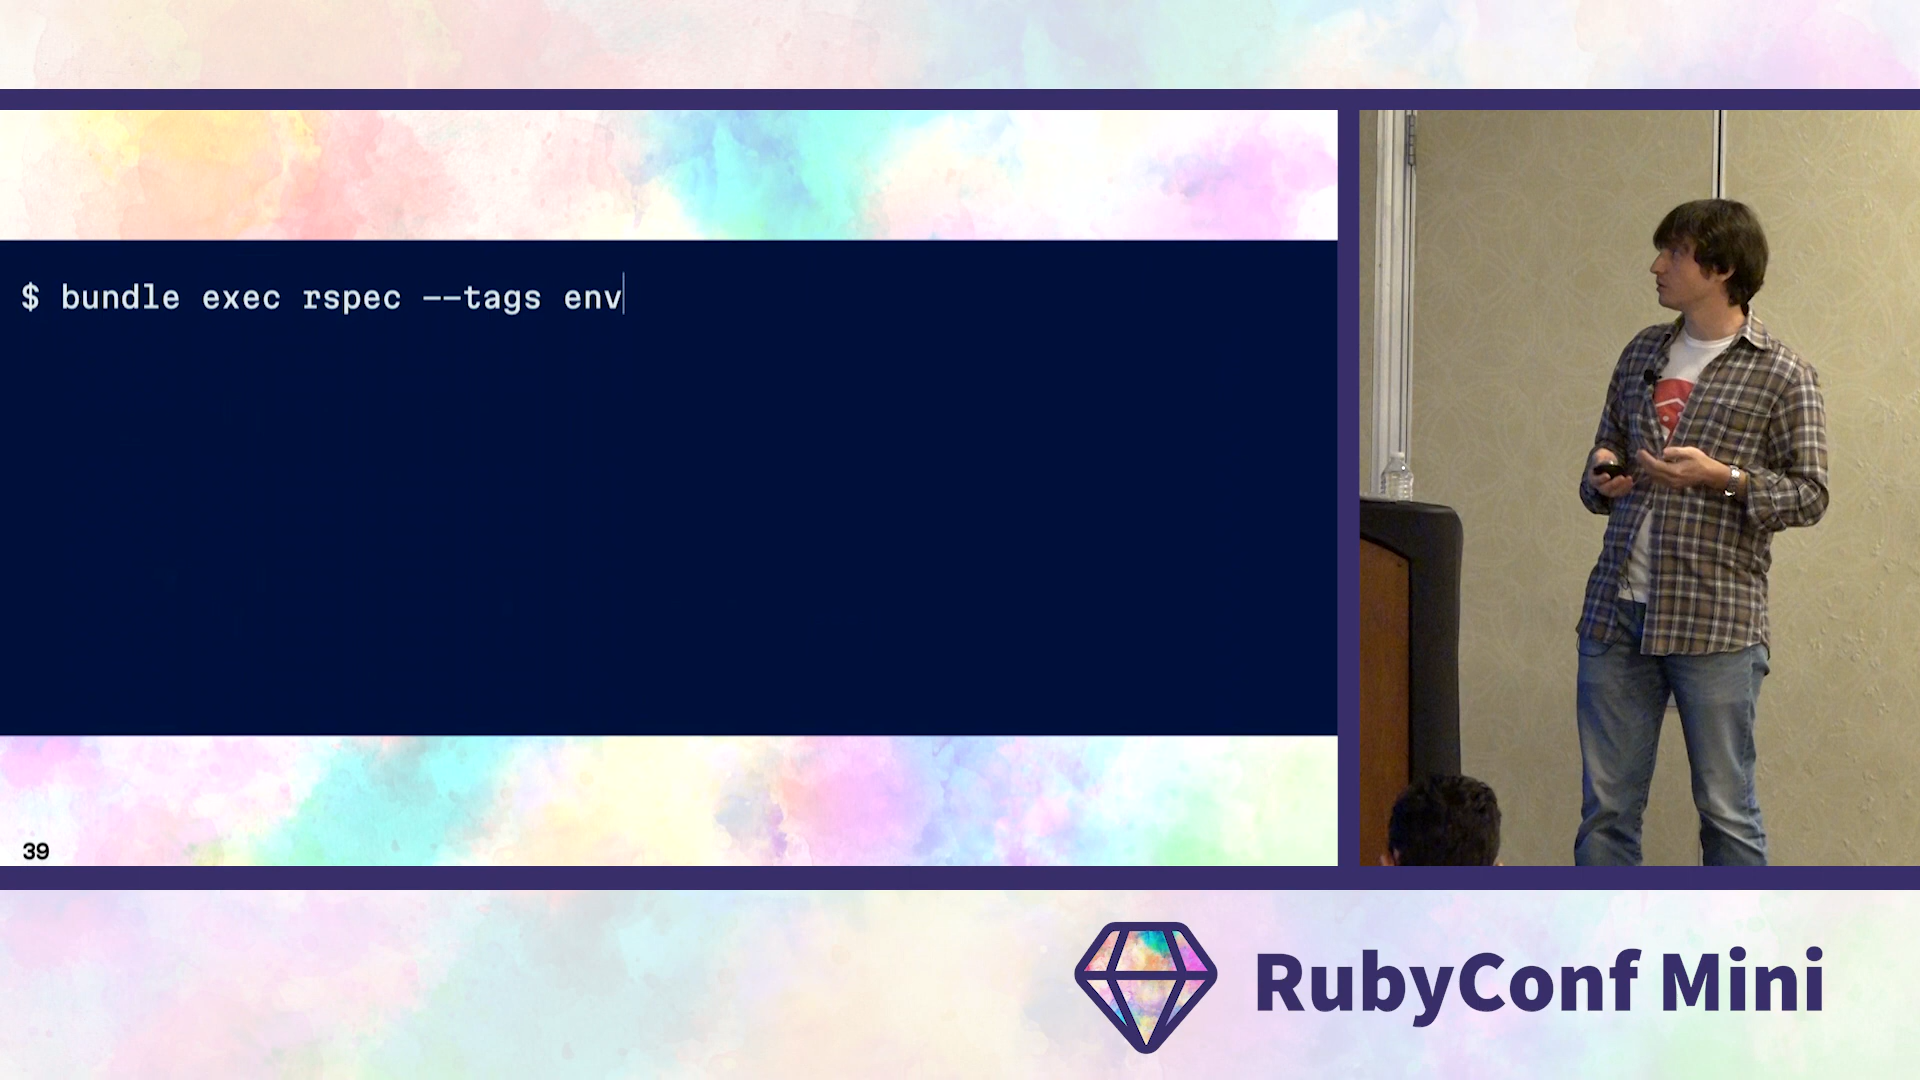 $ bundle exec rspec --tags env
39
RubyConf Mini